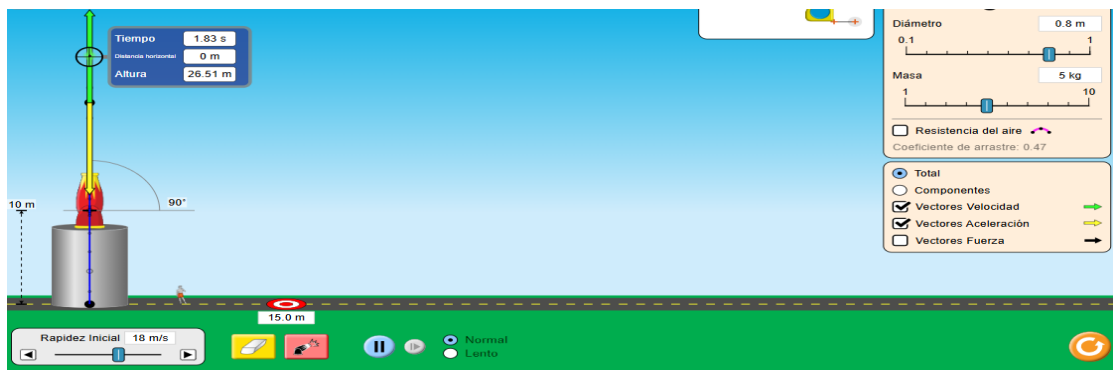 Tiempo 1.83 s
Distancia horizontal 0 m
Altura 26.51 m
90°
10 m
15.0 m
Diámetro 0.8 m
0.1 1
Masa 5 kg
1 10
Resistencia del aire
Coeficiente de arrastre: 0.47
Total
Componentes
Vectores Velocidad
Vectores Aceleración
Vectores Fuerza
Rapidez Inicial 18 m/s
Normal
Lento